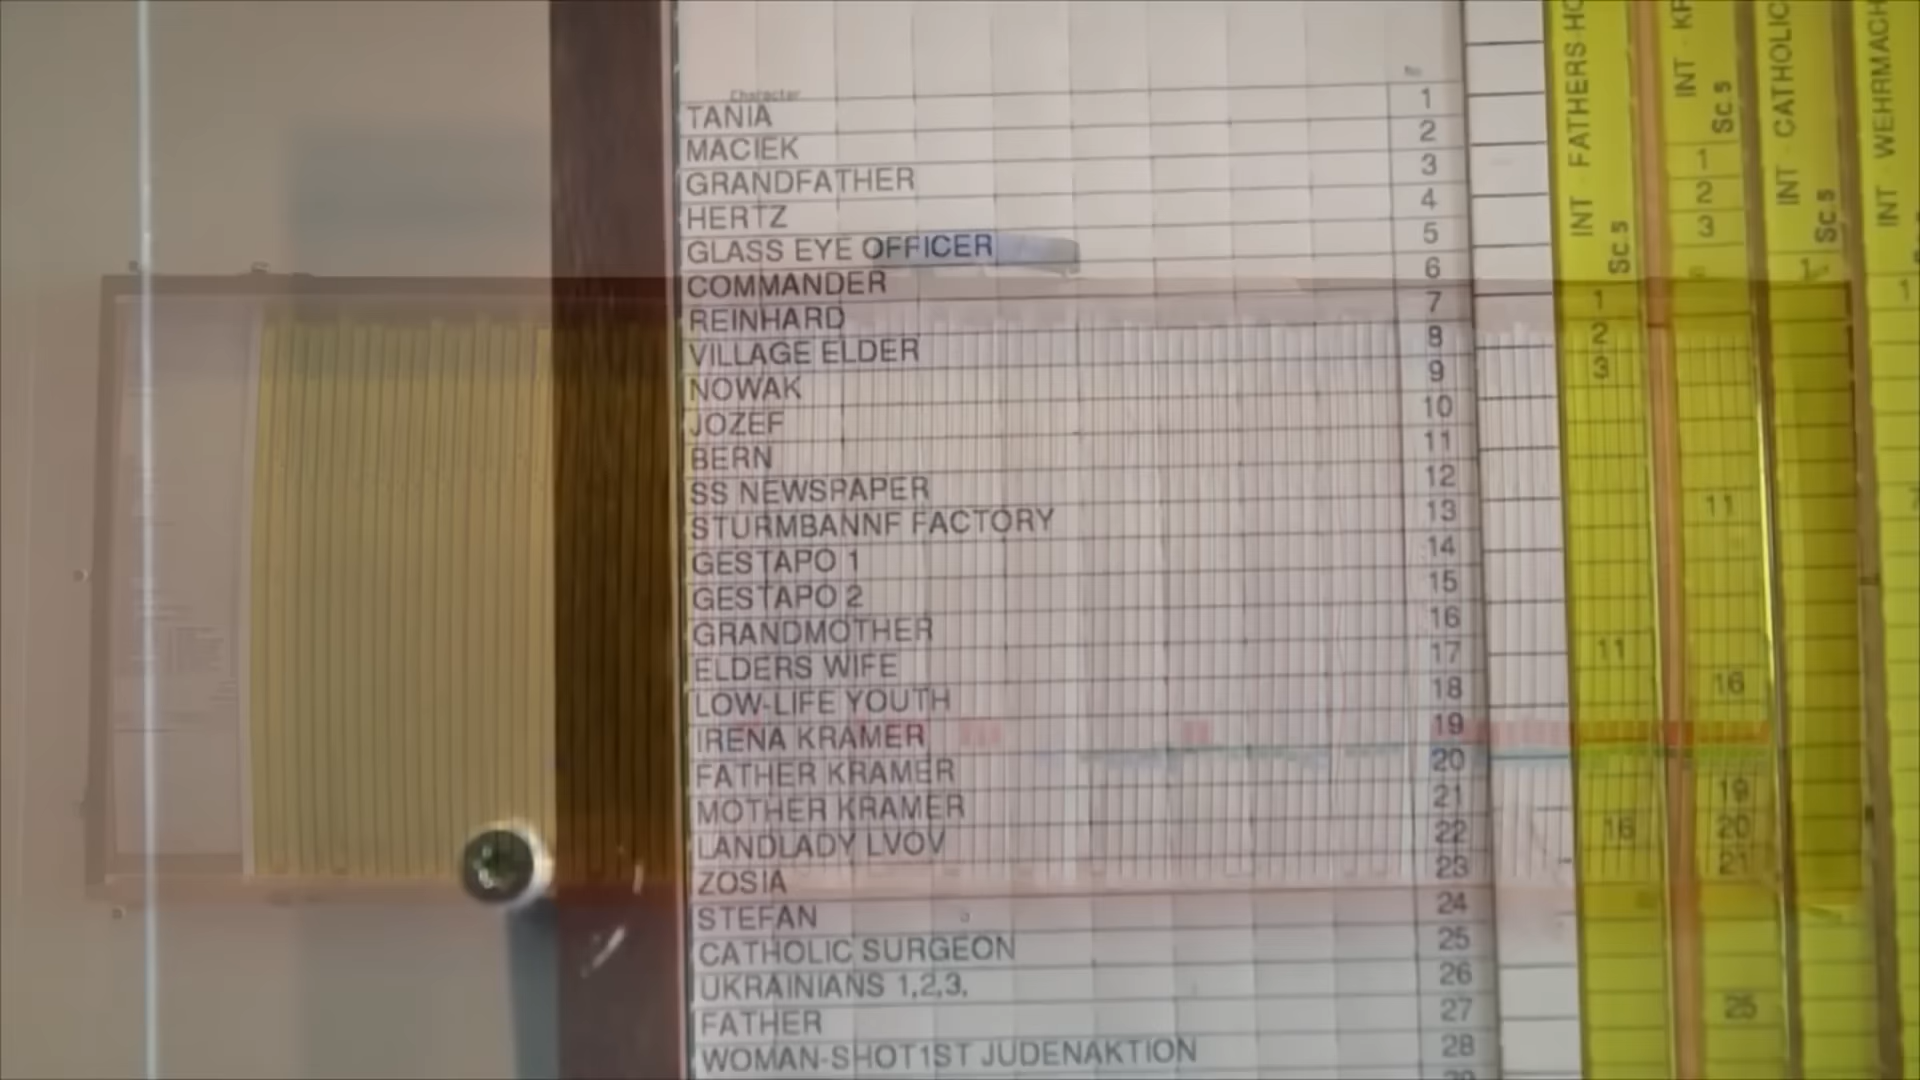 Character
No
TANIA 1
MACIEK 2
GRANDFATHER 3
HERTZ 4
GLASS EYE OFFICER 5
COMMANDER 6
REINHARD 7
VILLAGE ELDER 8
NOWAK 9
JOZEF 10
BERN 11
SS NEWSPAPER 12
STURMBANNF FACTORY 13
GESTAPO 1 14
GESTAPO 2 15
GRANDMOTHER 16
ELDERS WIFE 17
LOW-LIFE YOUTH 18
IRENA KRAMER 19
FATHER KRAMER 20
MOTHER KRAMER 21
LANDLADY LVOV 22
ZOSIA 23
STEFAN 24
CATHOLIC SURGEON 25
UKRAINIANS 1,2,3, 26
FATHER 27
WOMAN-SHOT1ST JUDENAKTION 28
INT FATHERS
Sc 5
1
2
3
11
16
INT
Sc 5
1
2
3
11
16
19
20
21
25
INT CATHOLIC
Sc 5
1
INT WEHRMACH
1